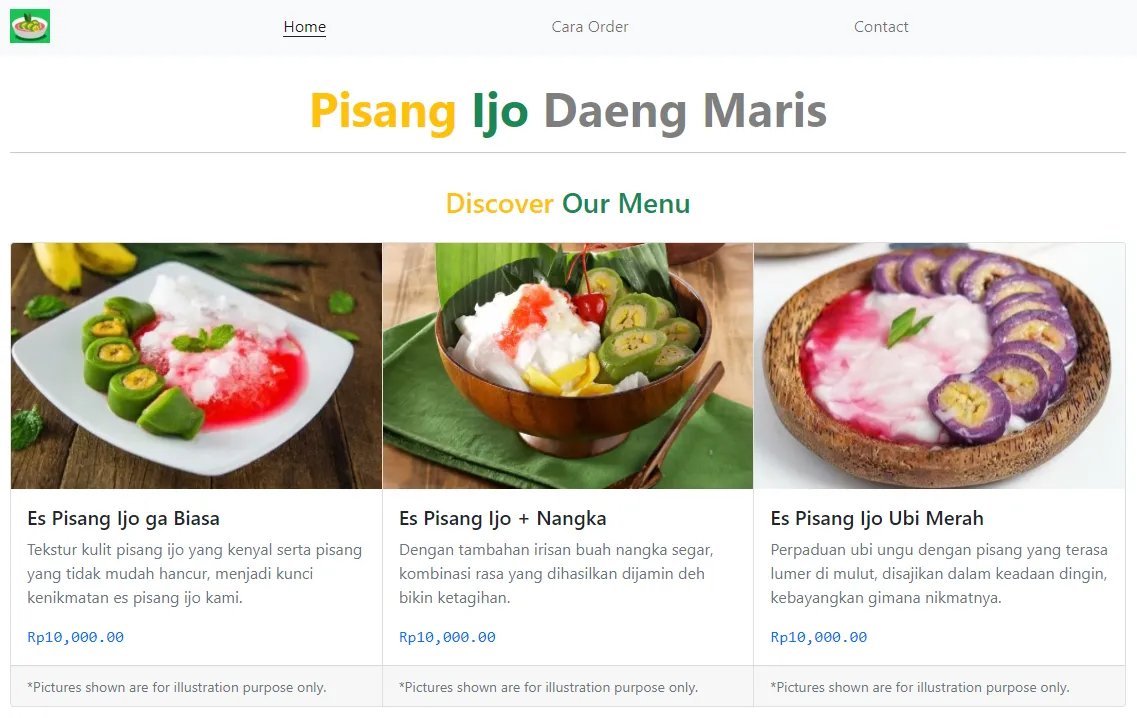 Home Cara Order Contact
Pisang Ijo Daeng Maris
Discover Our Menu
Es Pisang Ijo ga Biasa
Tekstur kulit pisang ijo yang kenyal serta pisang
yang tidak mudah hancur, menjadi kunci
kenikmatan es pisang ijo kami.
Rp10,000.00
*Pictures shown are for illustration purpose only.
Es Pisang Ijo + Nangka
Dengan tambahan irisan buah nangka segar,
kombinasi rasa yang dihasilkan dijamin deh
bikin ketagihan.
Rp10,000.00
*Pictures shown are for illustration purpose only.
Es Pisang Ijo Ubi Merah
Perpaduan ubi ungu dengan pisang yang terasa
lumer di mulut, disajikan dalam keadaan dingin,
kebayangkan gimana nikmatnya.
Rp10,000.00
*Pictures shown are for illustration purpose only.